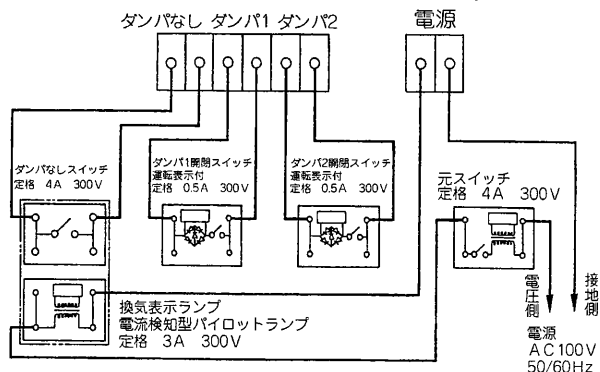 ダンパなし ダンパ1 ダンパ2
電源
ダンパなしスイッチ
定格 4A 300V
ダンパ1開閉スイッチ
運転表示付
定格 0.5A 300V
ダンパ2開閉スイッチ
運転表示付
定格 0.5A 300V
元スイッチ
定格 4A 300V
換気表示ランプ
電流検知型パイロットランプ
定格 3A 300V
電圧側
接地側
電源
AC100V
50/60Hz